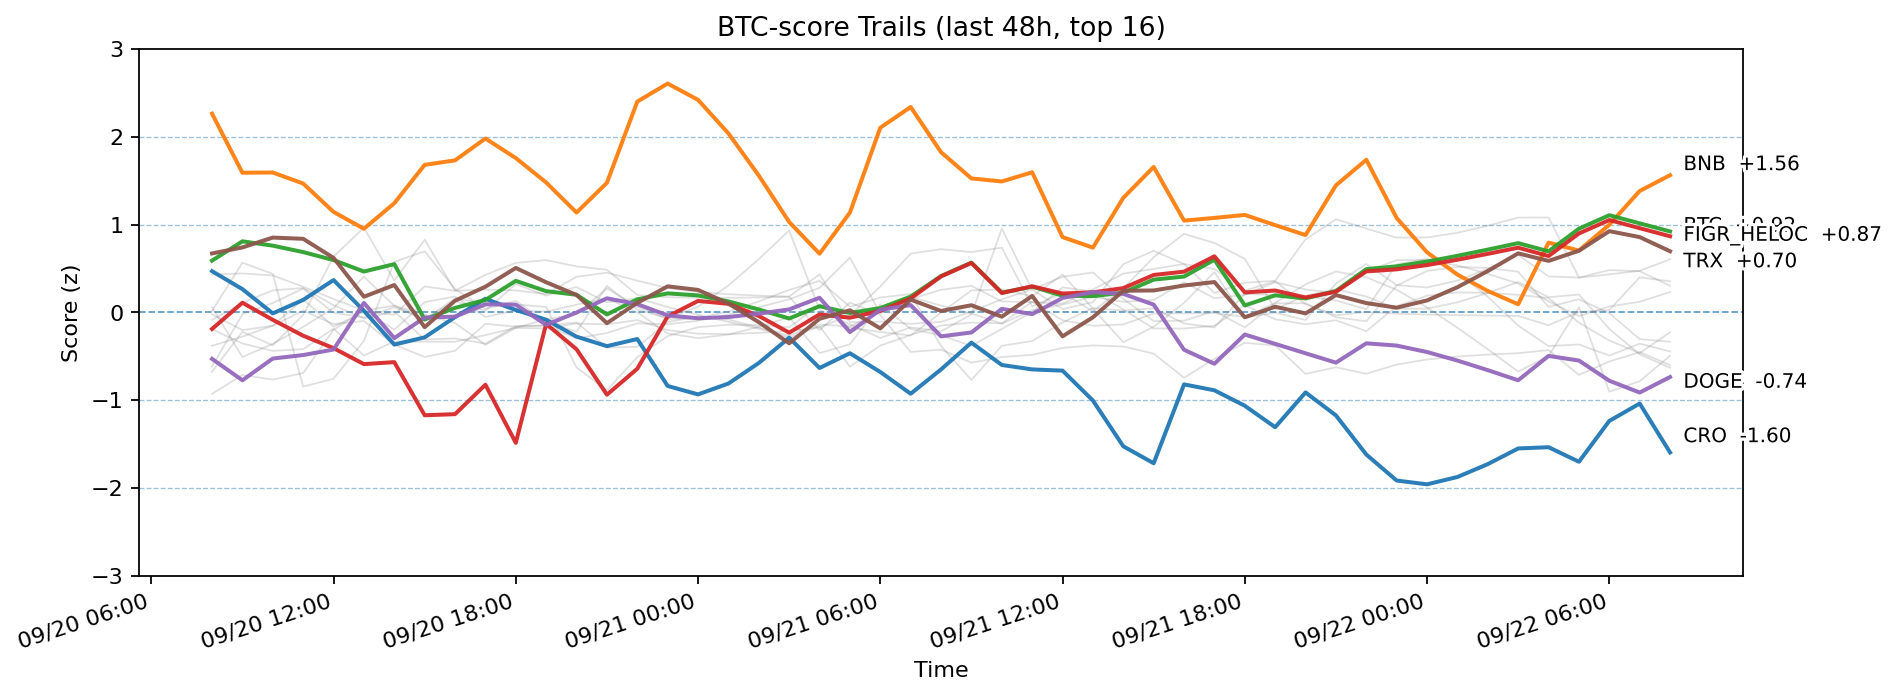 BTC-score Trails (last 48h, top 16)
Score (z)
3
2
1
0
−1
−2
−3
BNB +1.56
FIGR_HELOC +0.87
TRX +0.70
DOGE -0.74
CRO -1.60
09/20 06:00
09/20 12:00
09/20 18:00
09/21 00:00
09/21 06:00
09/21 12:00
09/21 18:00
09/22 00:00
09/22 06:00
Time